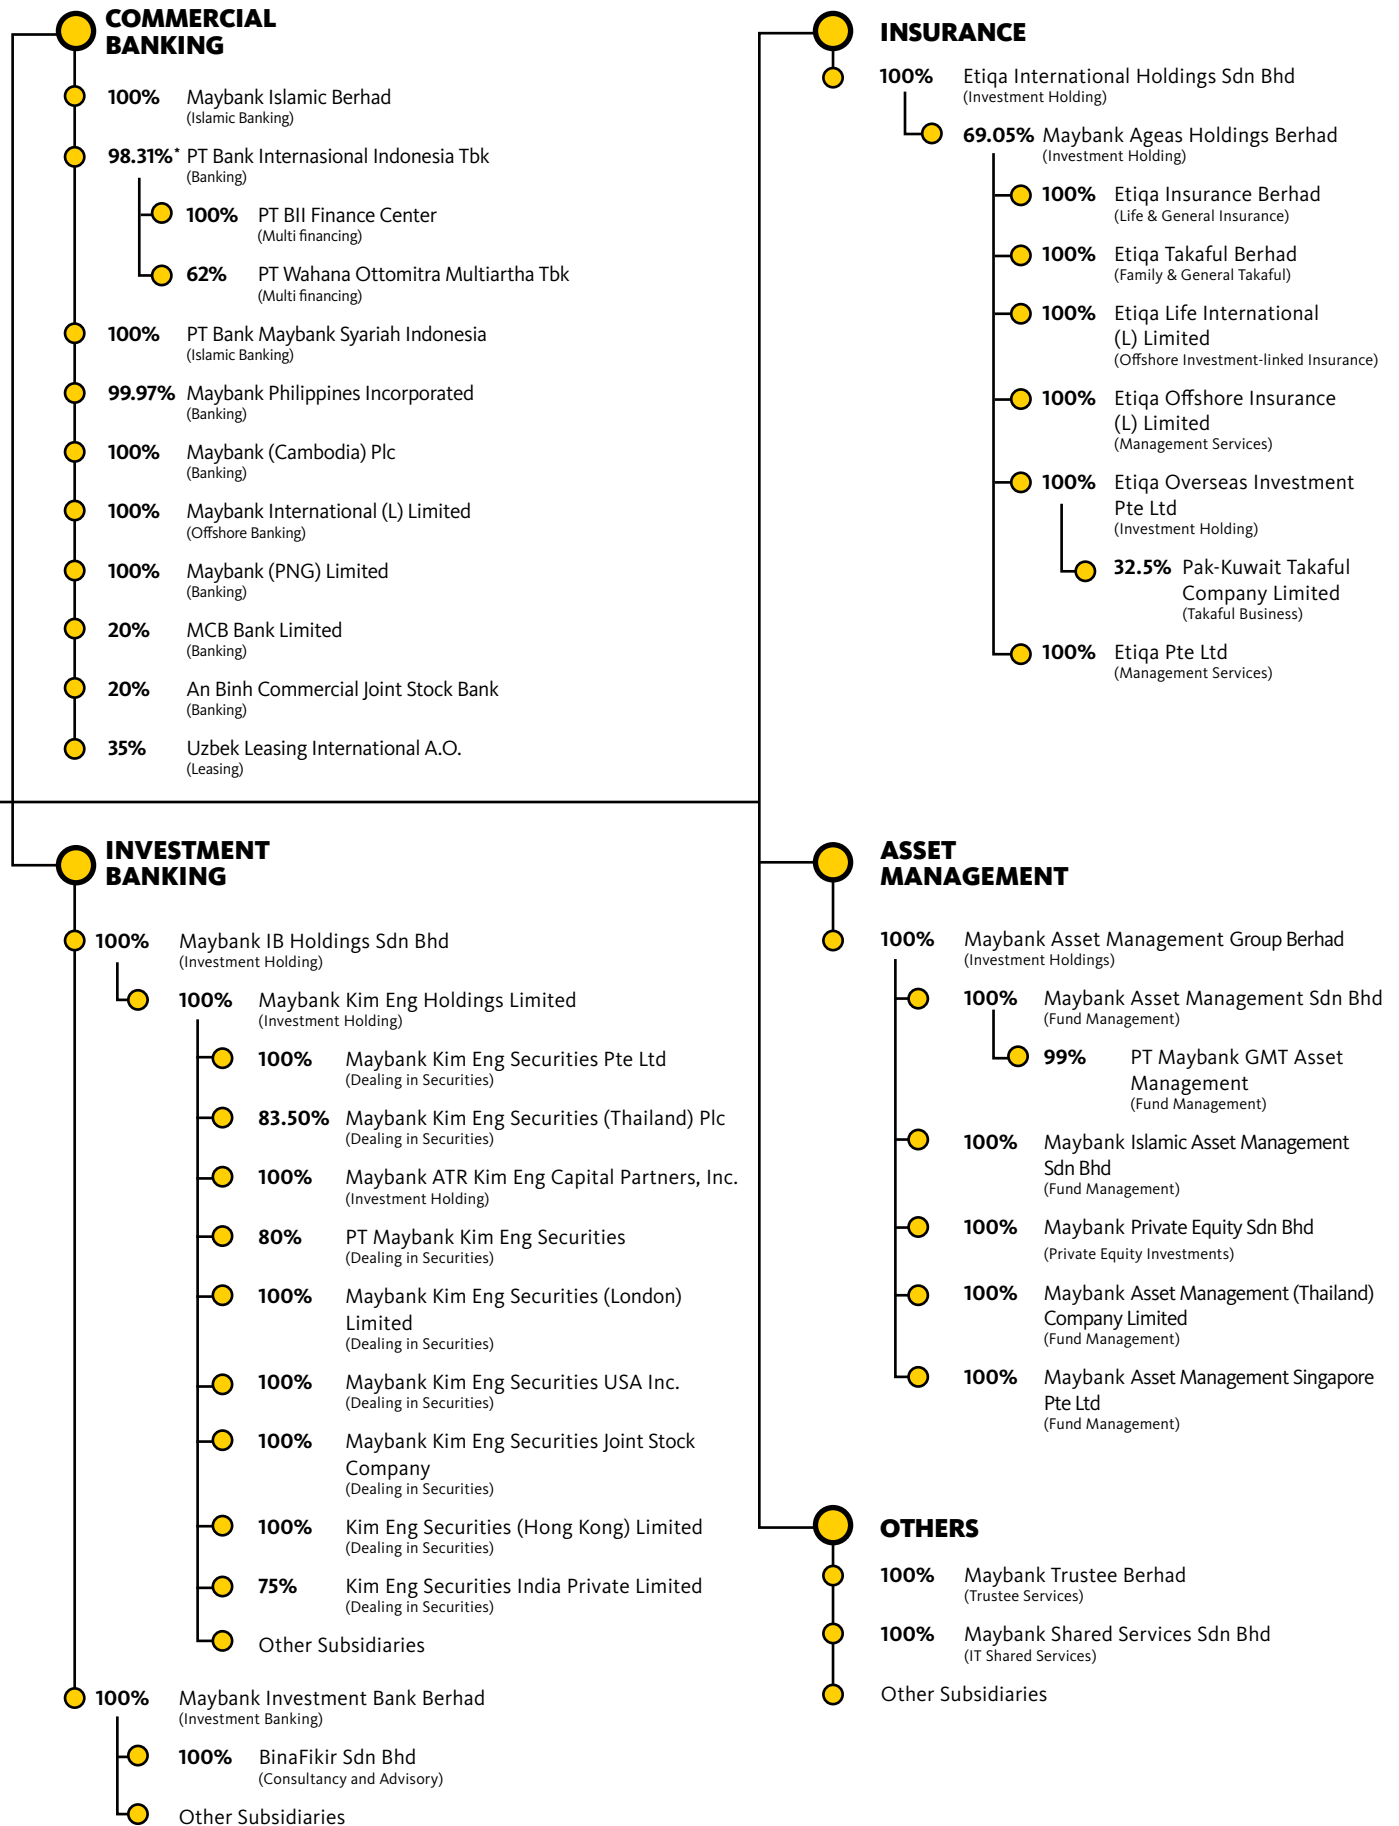 COMMERCIAL
BANKING
100% Maybank Islamic Berhad
(Islamic Banking)
98.31%* PT Bank Internasional Indonesia Tbk
(Banking)
100% PT BII Finance Center
(Multi financing)
62% PT Wahana Ottomitra Multiartha Tbk
(Multi financing)
100% PT Bank Maybank Syariah Indonesia
(Islamic Banking)
99.97% Maybank Philippines Incorporated
(Banking)
100% Maybank (Cambodia) Plc
(Banking)
100% Maybank International (L) Limited
(Offshore Banking)
100% Maybank (PNG) Limited
(Banking)
20% MCB Bank Limited
(Banking)
20% An Binh Commercial Joint Stock Bank
(Banking)
35% Uzbek Leasing International A.O.
(Leasing)
INSURANCE
100% Etiqa International Holdings Sdn Bhd
(Investment Holding)
69.05% Maybank Ageas Holdings Berhad
(Investment Holding)
100% Etiqa Insurance Berhad
(Life & General Insurance)
100% Etiqa Takaful Berhad
(Family & General Takaful)
100% Etiqa Life International
(L) Limited
(Offshore Investment-linked Insurance)
100% Etiqa Offshore Insurance
(L) Limited
(Management Services)
100% Etiqa Overseas Investment
Pte Ltd
(Investment Holding)
32.5% Pak-Kuwait Takaful
Company Limited
(Takaful Business)
100% Etiqa Pte Ltd
(Management Services)
INVESTMENT
BANKING
100% Maybank IB Holdings Sdn Bhd
(Investment Holding)
100% Maybank Kim Eng Holdings Limited
(Investment Holding)
100% Maybank Kim Eng Securities Pte Ltd
(Dealing in Securities)
83.50% Maybank Kim Eng Securities (Thailand) Plc
(Dealing in Securities)
100% Maybank ATR Kim Eng Capital Partners, Inc.
(Investment Holding)
80% PT Maybank Kim Eng Securities
(Dealing in Securities)
100% Maybank Kim Eng Securities (London)
Limited
(Dealing in Securities)
100% Maybank Kim Eng Securities USA Inc.
(Dealing in Securities)
100% Maybank Kim Eng Securities Joint Stock
Company
(Dealing in Securities)
100% Kim Eng Securities (Hong Kong) Limited
(Dealing in Securities)
75% Kim Eng Securities India Private Limited
(Dealing in Securities)
Other Subsidiaries
100% Maybank Investment Bank Berhad
(Investment Banking)
100% BinaFikir Sdn Bhd
(Consultancy and Advisory)
Other Subsidiaries
ASSET
MANAGEMENT
100% Maybank Asset Management Group Berhad
(Investment Holdings)
100% Maybank Asset Management Sdn Bhd
(Fund Management)
99% PT Maybank GMT Asset
Management
(Fund Management)
100% Maybank Islamic Asset Management
Sdn Bhd
(Fund Management)
100% Maybank Private Equity Sdn Bhd
(Private Equity Investments)
100% Maybank Asset Management (Thailand)
Company Limited
(Fund Management)
100% Maybank Asset Management Singapore
Pte Ltd
(Fund Management)
OTHERS
100% Maybank Trustee Berhad
(Trustee Services)
100% Maybank Shared Services Sdn Bhd
(IT Shared Services)
Other Subsidiaries